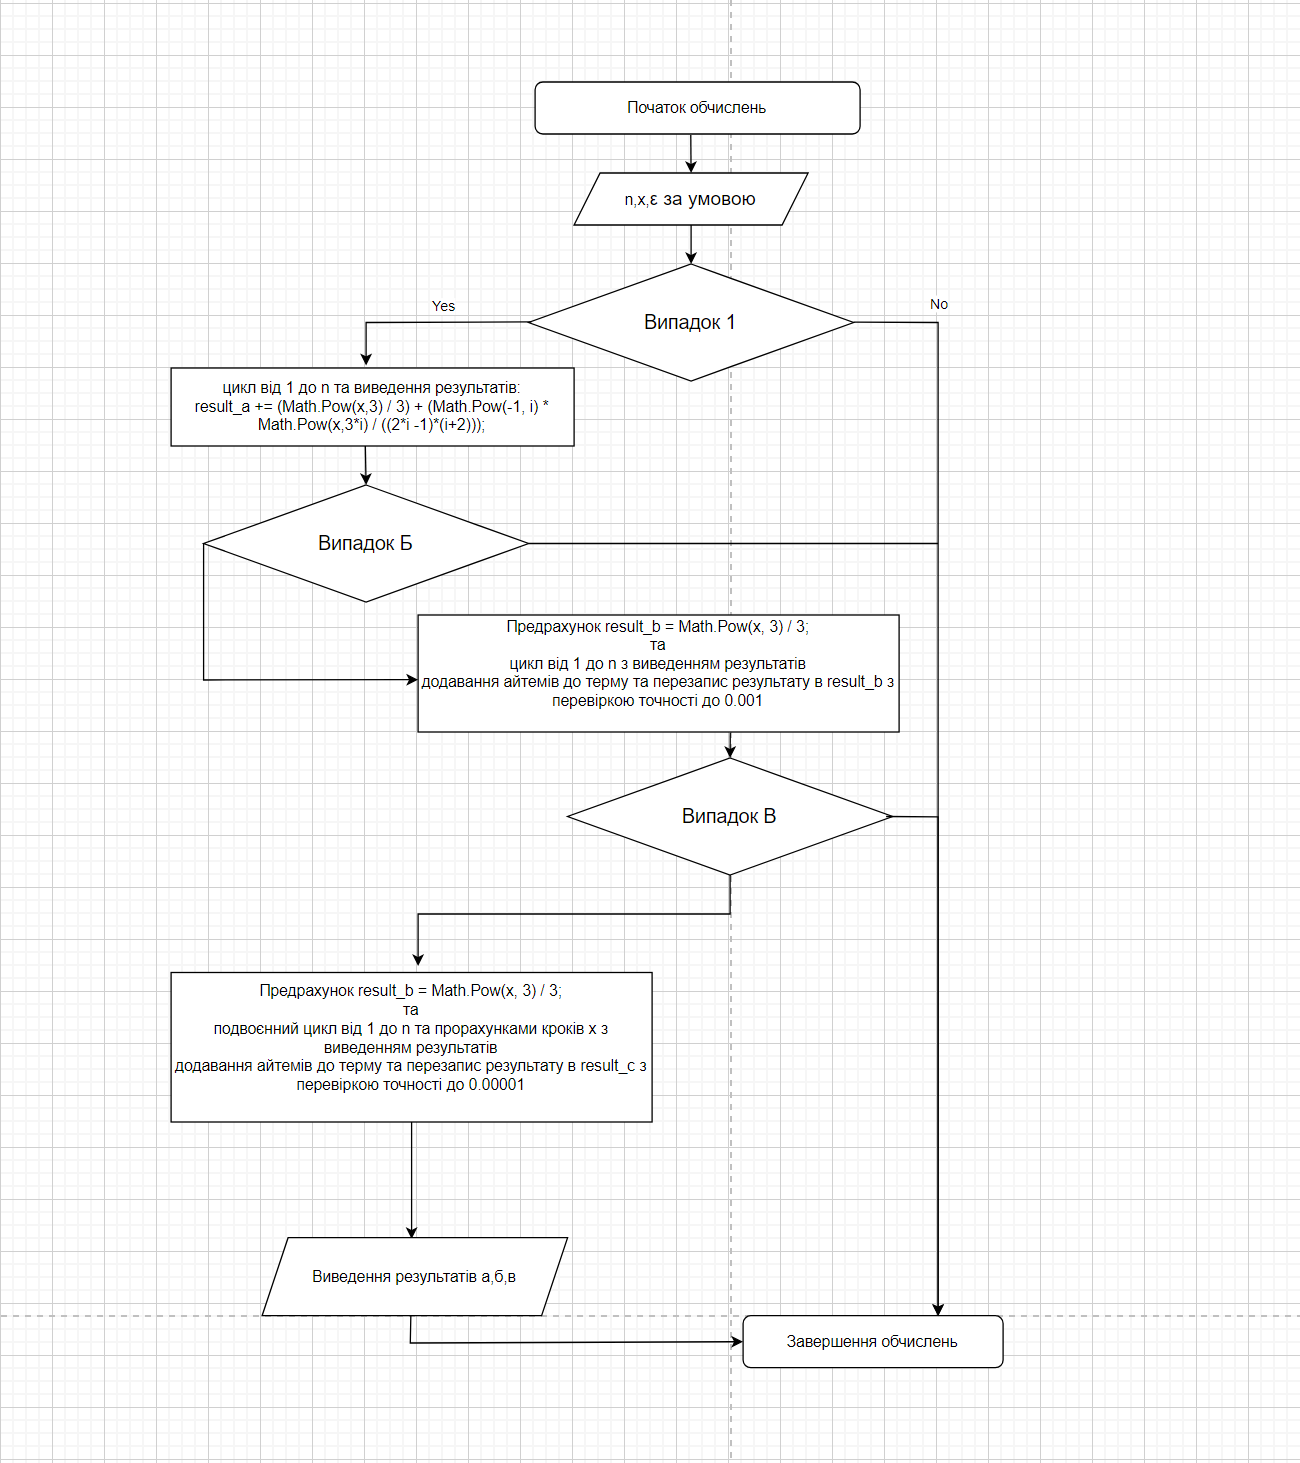 Початок обчислень
n,x,ε за умовою
Випадок 1
Yes
No
цикл від 1 до n та виведення результатів:
result_a += (Math.Pow(x,3) / 3) + (Math.Pow(-1, i) *
Math.Pow(x,3*i) / ((2*i -1)*(i+2)));
Випадок Б
Предрахунок result_b = Math.Pow(x, 3) / 3;
та
цикл від 1 до n з виведенням результатів
додавання айтемів до терму та перезапис результату в result_b з
перевіркою точності до 0.001
Випадок В
Предрахунок result_b = Math.Pow(x, 3) / 3;
та
подвоєнний цикл від 1 до n та прорахунками кроків x з
виведенням результатів
додавання айтемів до терму та перезапис результату в result_c з
перевіркою точності до 0.00001
Виведення результатів а,б,в
Завершення обчислень